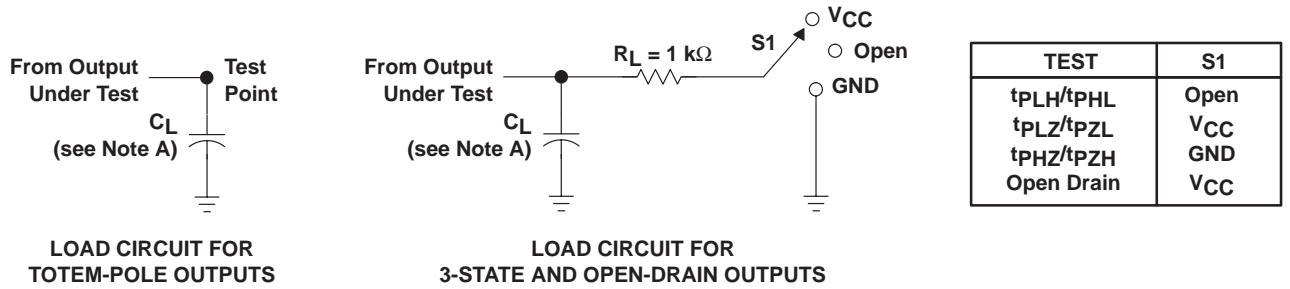 From Output
Under Test
Test
Point
CL
(see Note A)
LOAD CIRCUIT FOR
TOTEM-POLE OUTPUTS
From Output
Under Test
RL = 1 kΩ
S1
VCC
Open
GND
CL
(see Note A)
LOAD CIRCUIT FOR
3-STATE AND OPEN-DRAIN OUTPUTS
TEST S1
tPLH/tPHL Open
tPLZ/tPZL VCC
tPHZ/tPZH GND
Open Drain VCC